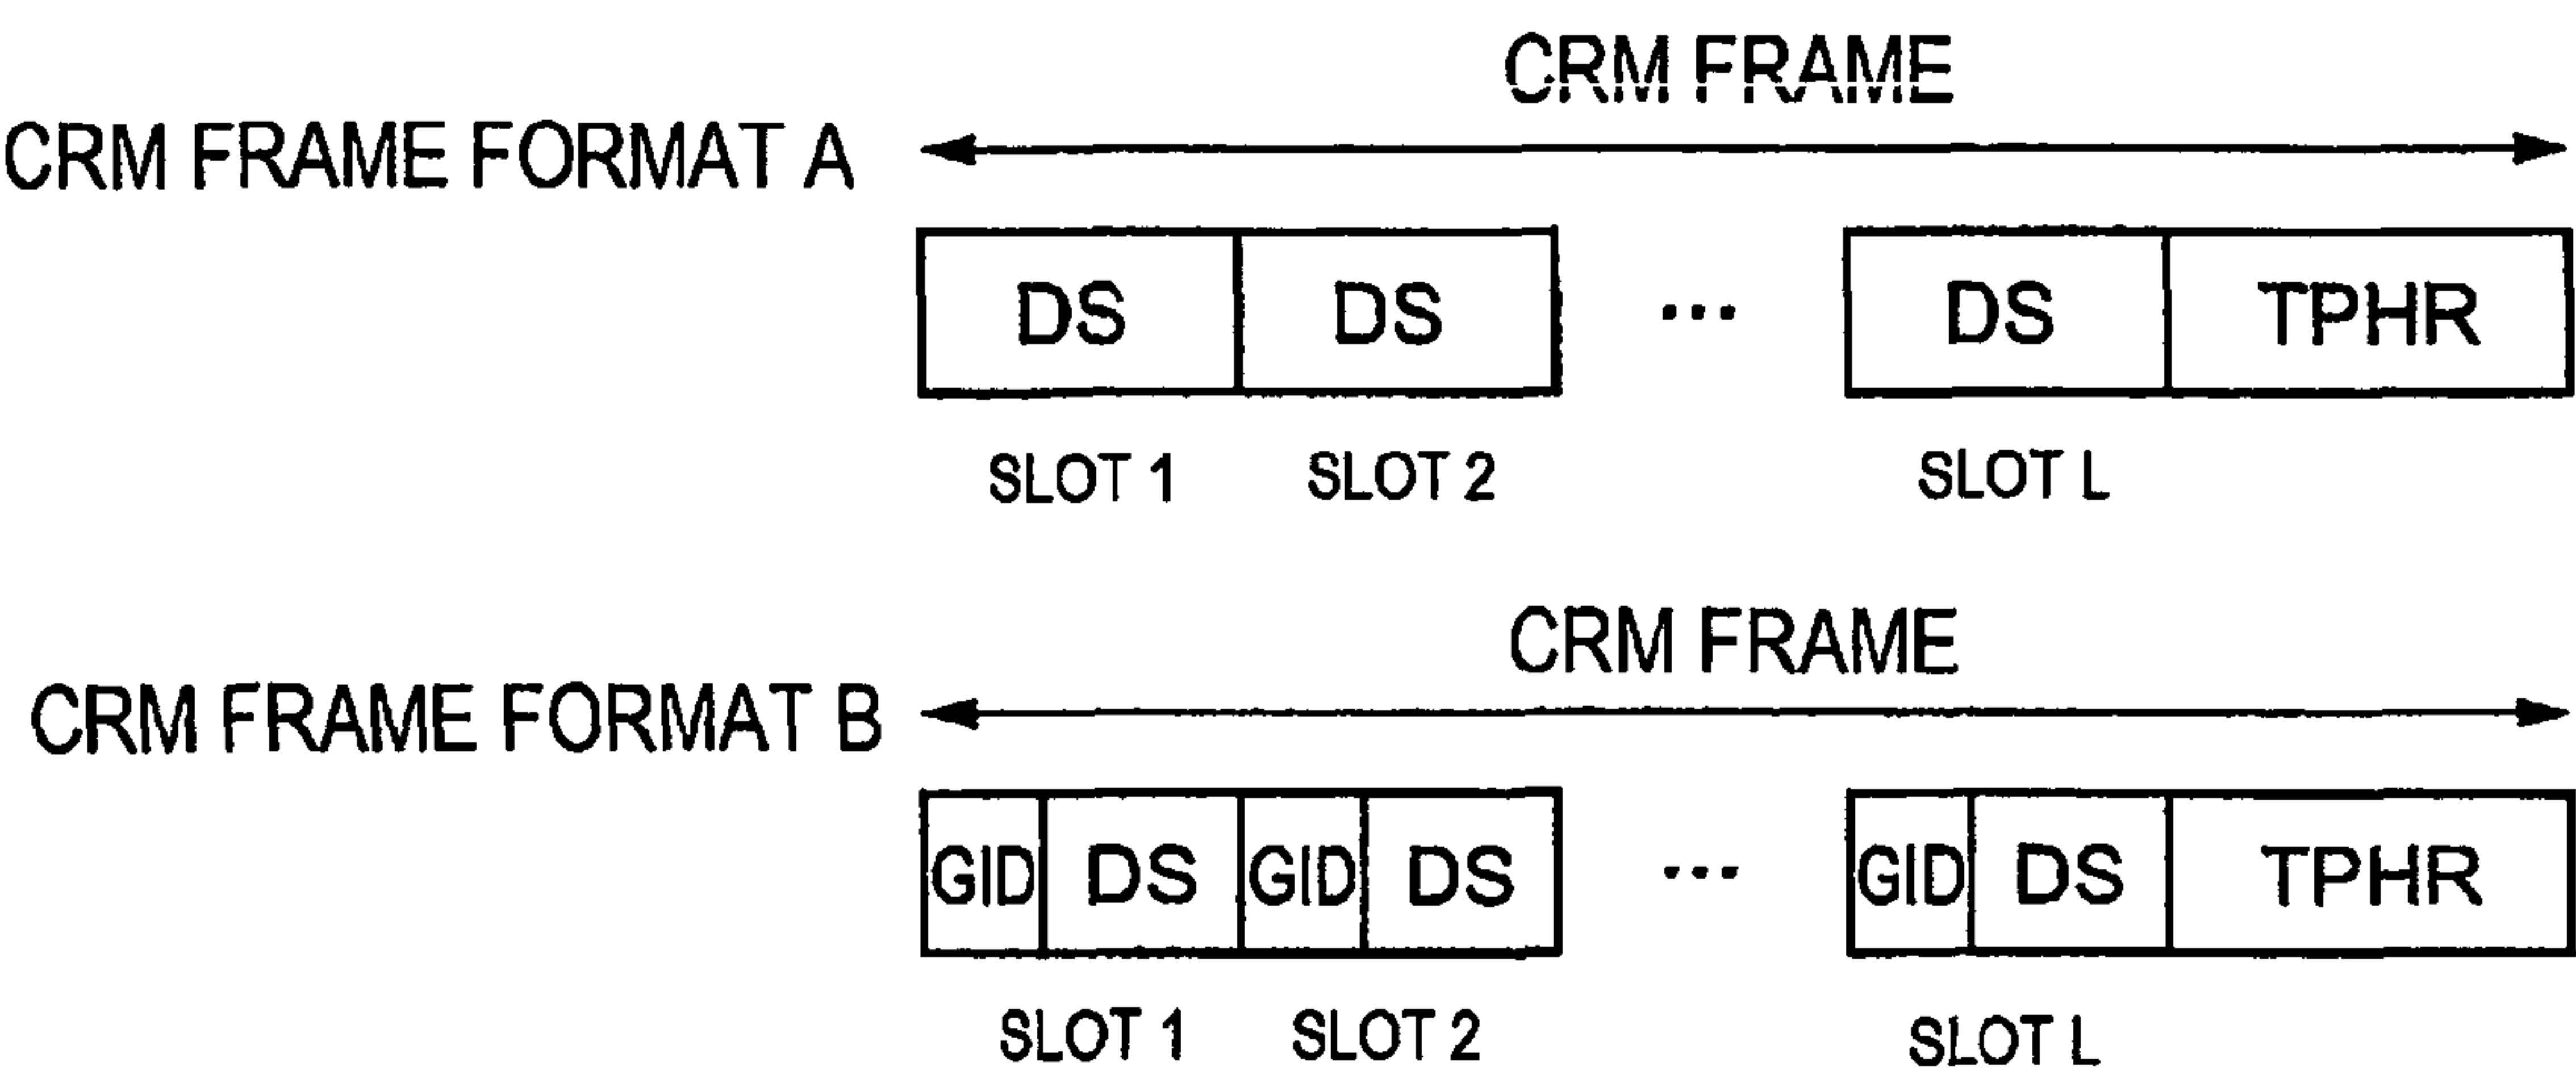 CRM FRAME
CRM FRAME FORMAT A
DS DS ... DS TPHR
SLOT 1 SLOT 2 SLOT L
CRM FRAME
CRM FRAME FORMAT B
GID DS GID DS ... GID DS TPHR
SLOT 1 SLOT 2 SLOT L